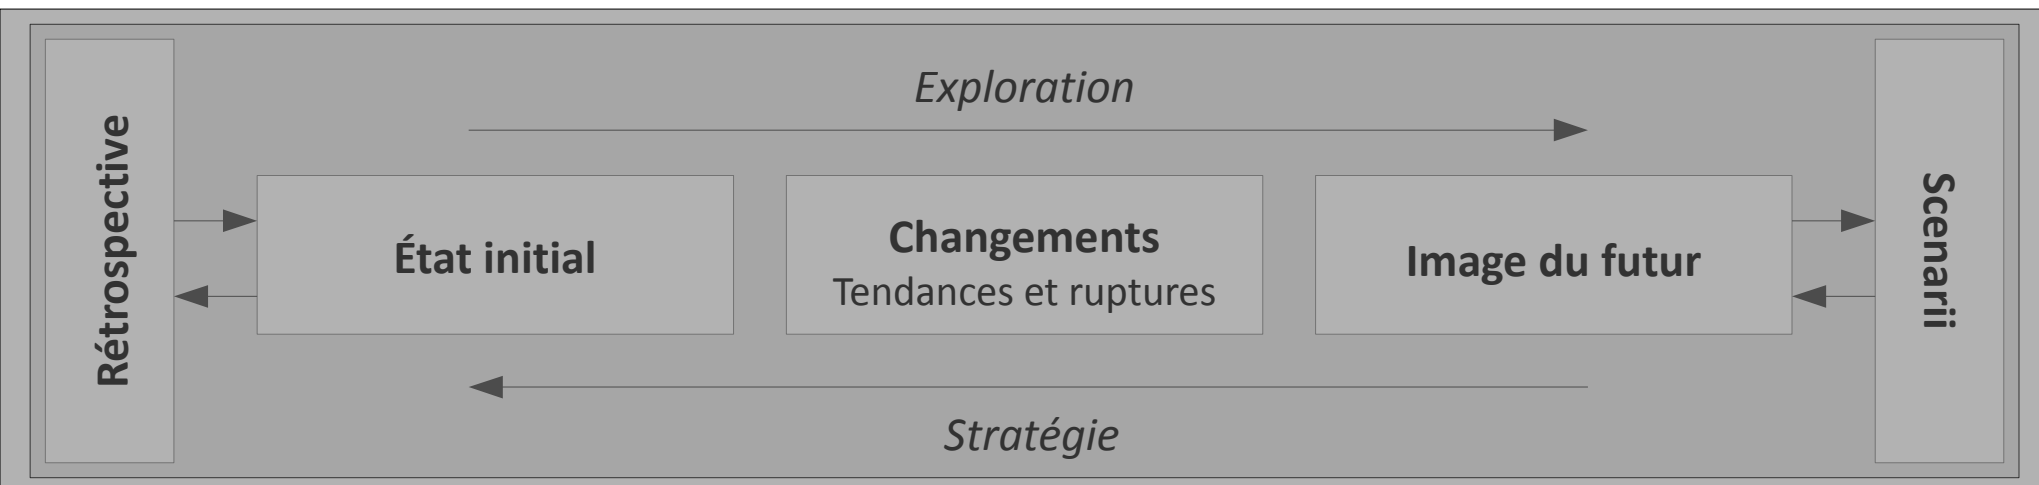 Exploration
Rétrospective
État initial
Changements
Tendances et ruptures
Image du futur
Scenarii
Stratégie